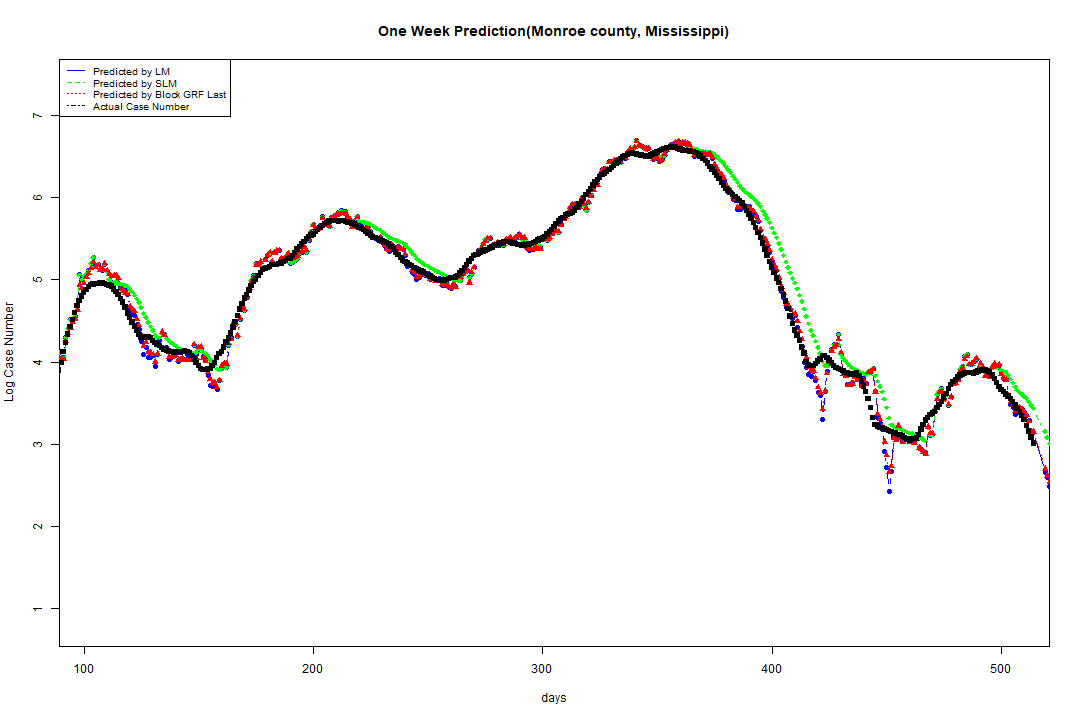 One Week Prediction(Monroe county, Mississippi)
Predicted by LM
Predicted by SLM
Predicted by Block GRF Last
Actual Case Number
Log Case Number
7
6
5
4
3
2
1
100 200 300 400 500
days